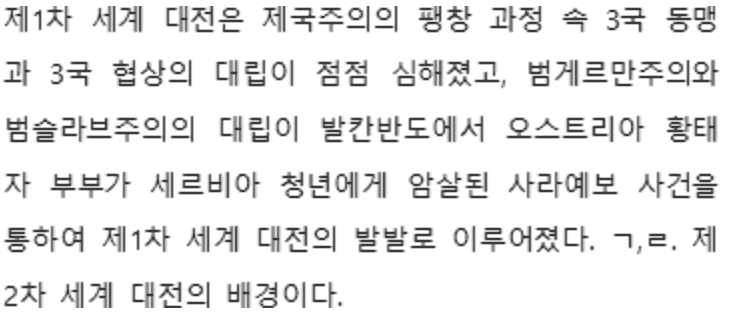 제1차 세계 대전은 제국주의의 팽창 과정 속 3국 동맹
과 3국 협상의 대립이 점점 심해졌고, 범게르만주의와
범슬라브주의의 대립이 발칸반도에서 오스트리아 황태
자 부부가 세르비아 청년에게 암살된 사라예보 사건을
통하여 제1차 세계 대전의 발발로 이루어졌다. ㄱ,ㄹ. 제
2차 세계 대전의 배경이다.